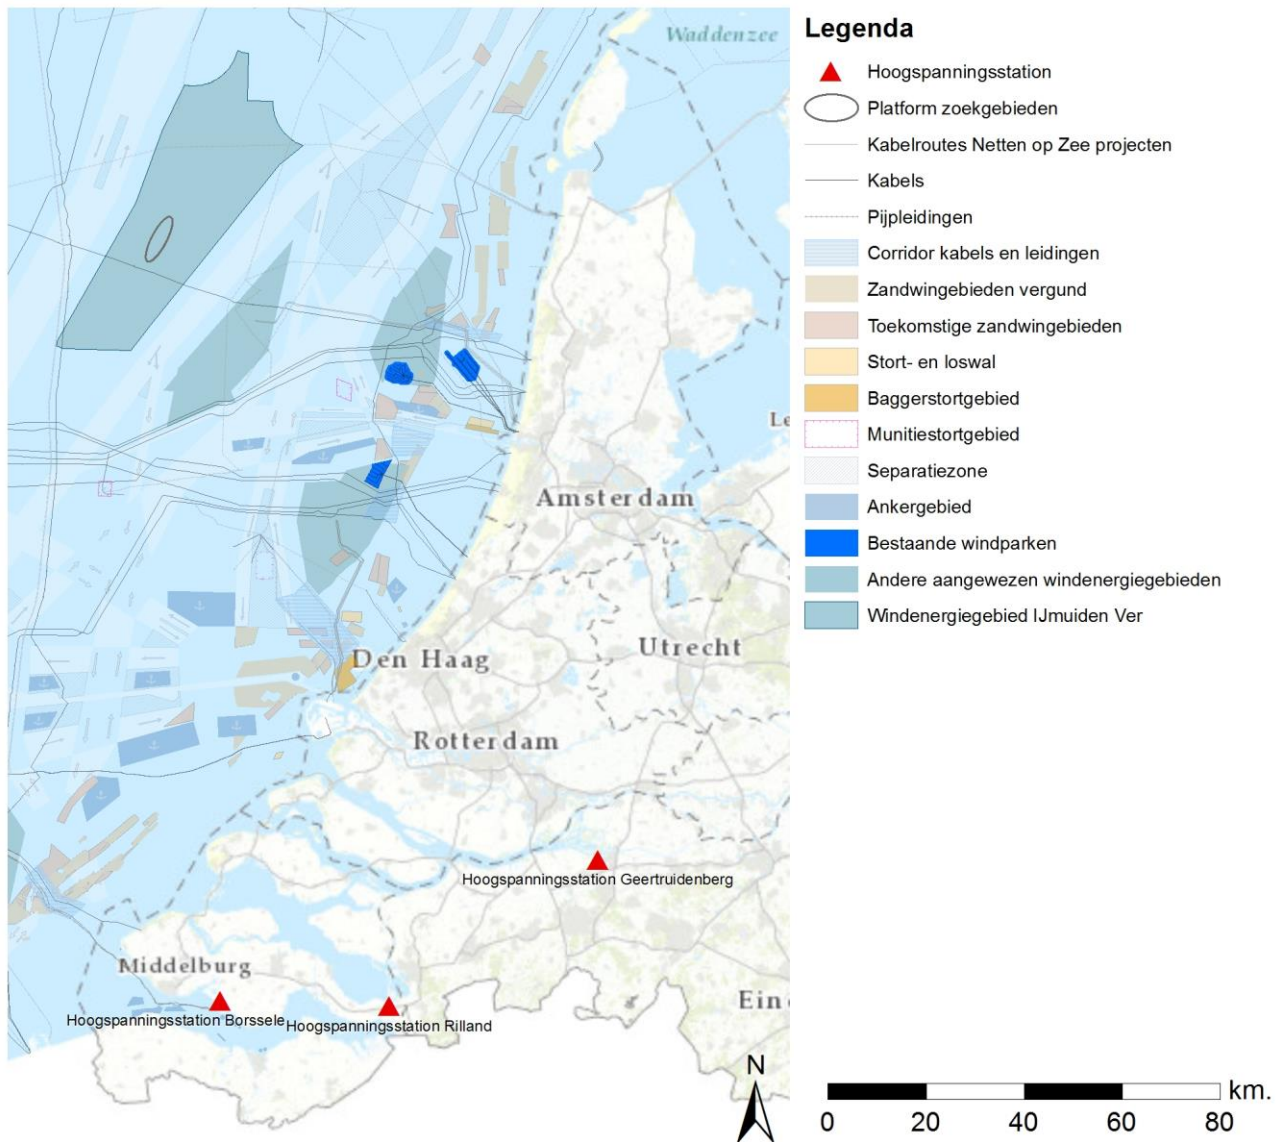 Waddenzee
Le
Amsterdam
Utrecht
Den Haag
Rotterdam
Hoogspanningsstation Geertruidenberg
Middelburg
Ein
Hoogspanningsstation Borssele
Hoogspanningsstation Rilland
Legenda
Hoogspanningsstation
Platform zoekgebieden
Kabelroutes Netten op Zee projecten
Kabels
Pijpleidingen
Corridor kabels en leidingen
Zandwingebieden vergund
Toekomstige zandwingebieden
Stort- en loswal
Baggerstortgebied
Munitiestortgebied
Separatiezone
Ankergebied
Bestaande windparken
Andere aangewezen windenergiegebieden
Windenergiegebied IJmuiden Ver
N
km.
0 20 40 60 80